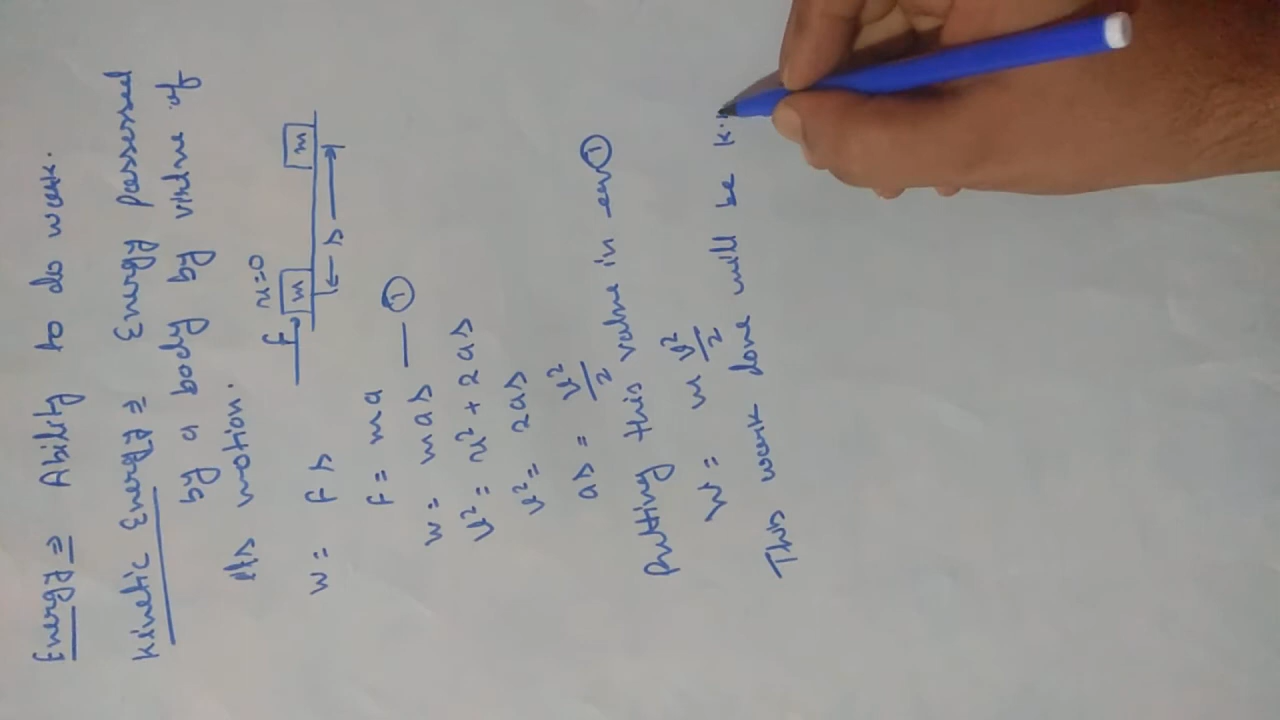 Energy ⇒ Ability to do work.
Kinetic Energy ⇒ Energy possessed
by a body by virtue of
its motion.
f u=0
m m
s
w = f s
f = ma
w = mas — ①
v² = u² + 2as
v² = 2as
as = v²/2
Putting this value in eqn ①
W = m v²/2
This work done will be K.